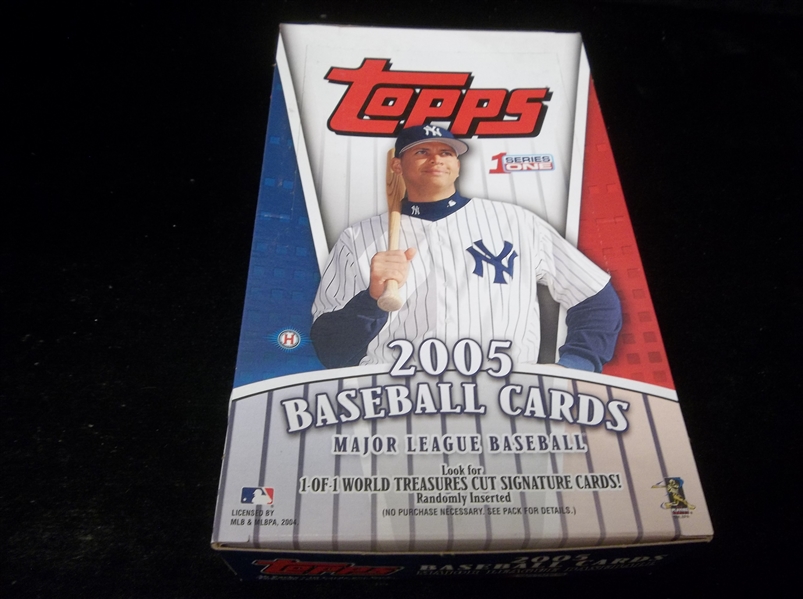 Topps
1 SERIES
ONE
NY
NY
NY
H
2005
BASEBALL CARDS
MAJOR LEAGUE BASEBALL
Look for
1-OF-1 WORLD TREASURES CUT SIGNATURE CARDS!
Randomly Inserted
(NO PURCHASE NECESSARY. SEE PACK FOR DETAILS.)
LICENSED BY
MLB & MLBPA, 2004
Topps 2005
BASEBALL CARDS